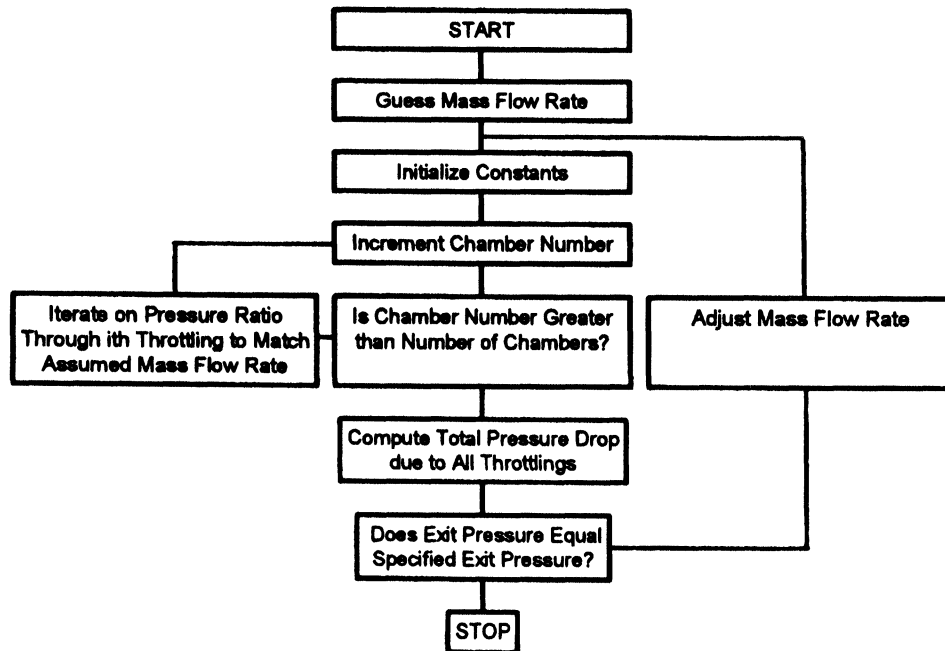 START
Guess Mass Flow Rate
Initialize Constants
Increment Chamber Number
Iterate on Pressure Ratio
Through ith Throttling to Match
Assumed Mass Flow Rate
Is Chamber Number Greater
than Number of Chambers?
Adjust Mass Flow Rate
Compute Total Pressure Drop
due to All Throttlings
Does Exit Pressure Equal
Specified Exit Pressure?
STOP